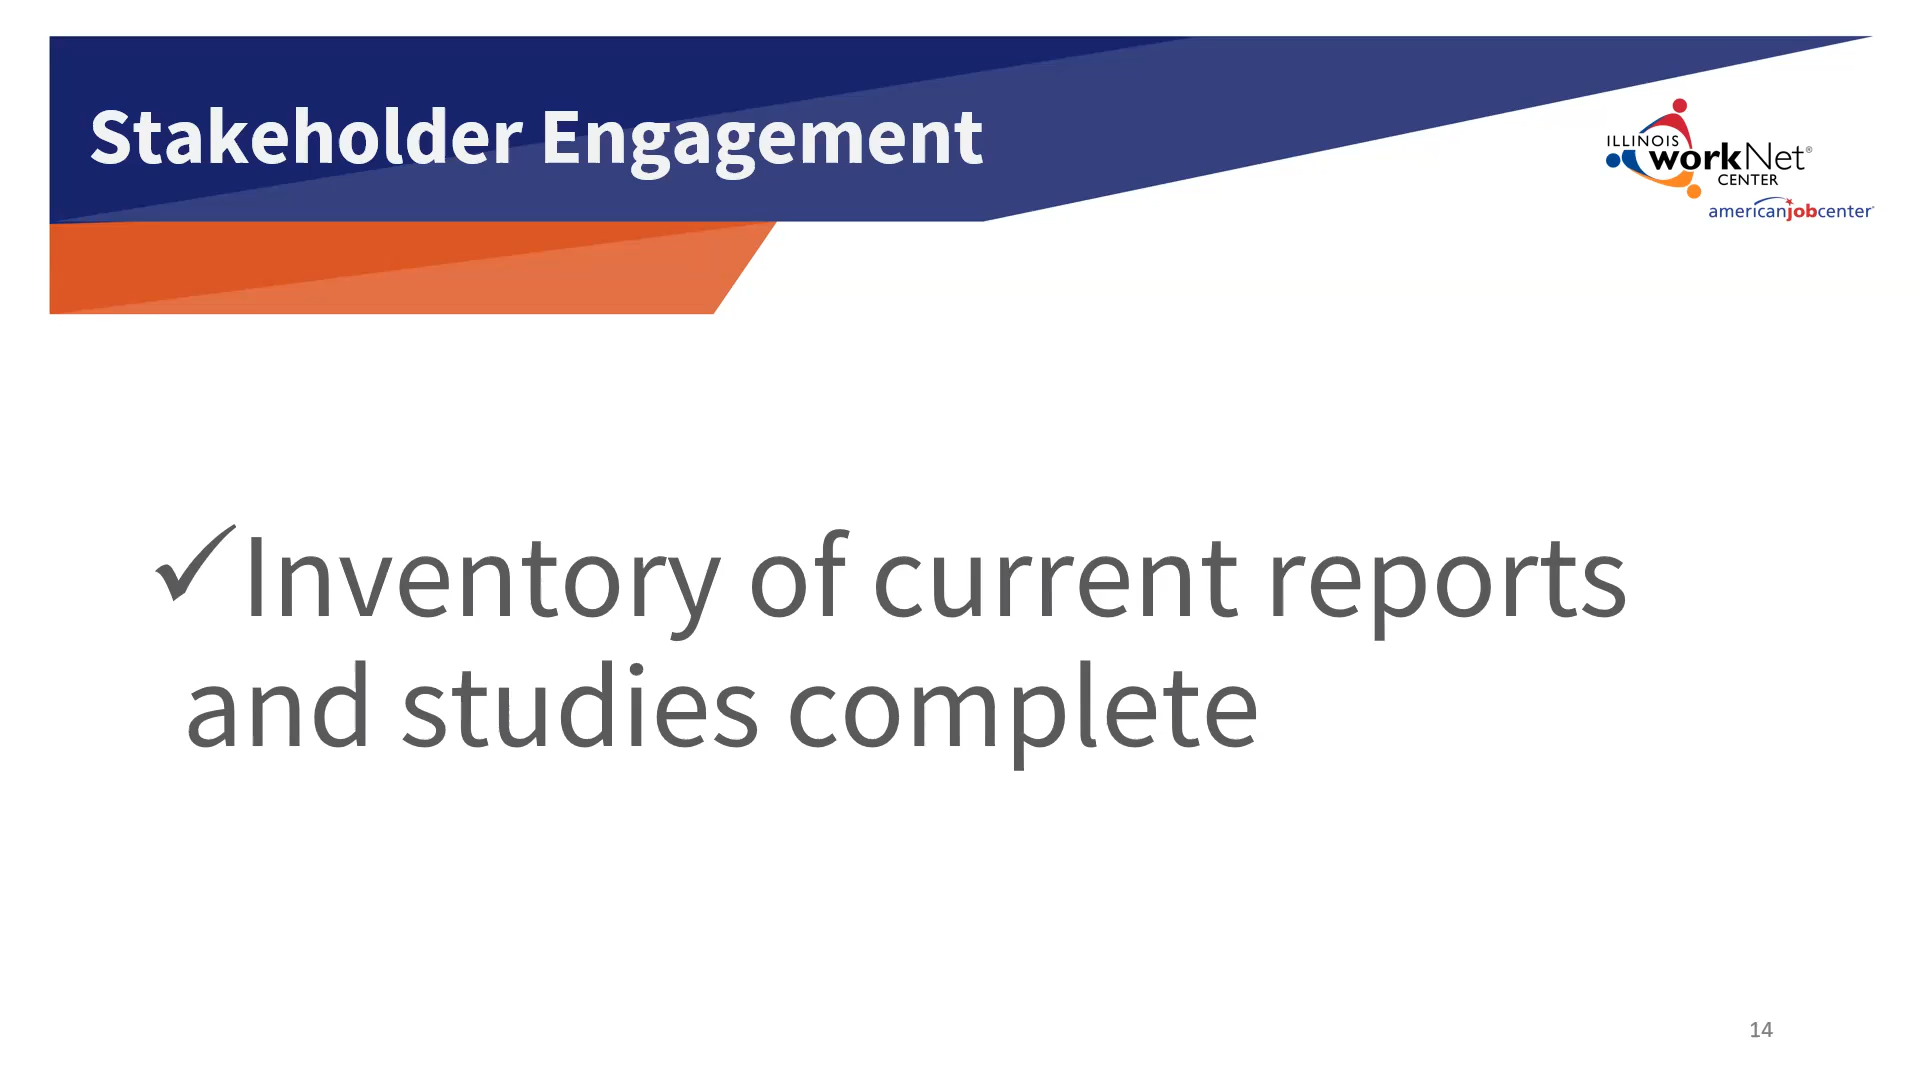 Stakeholder Engagement
ILLINOIS
workNet®
CENTER
americanjobcenter®
✓Inventory of current reports
and studies complete
14